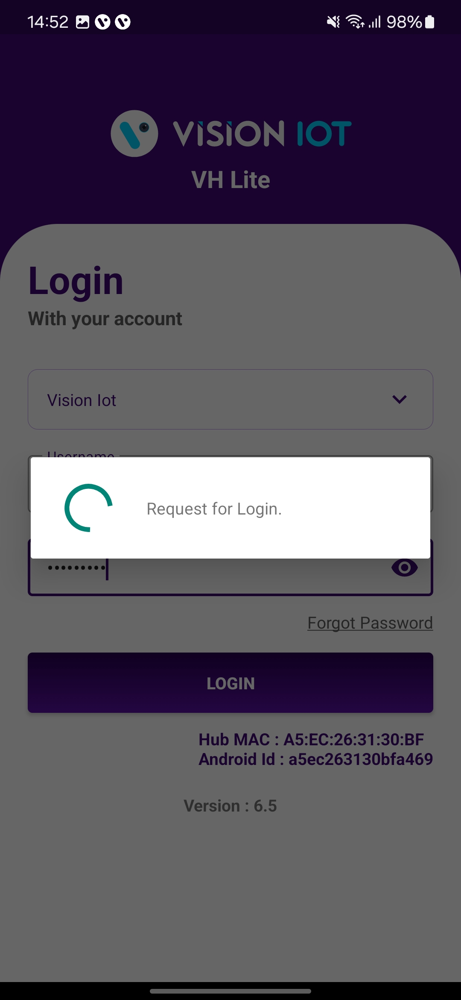 14:52 98%
VISION IOT
VH Lite
Login
With your account
Vision Iot
Username
Request for Login.
Forgot Password
LOGIN
Hub MAC : A5:EC:26:31:30:BF
Android Id : a5ec263130bfa469
Version : 6.5